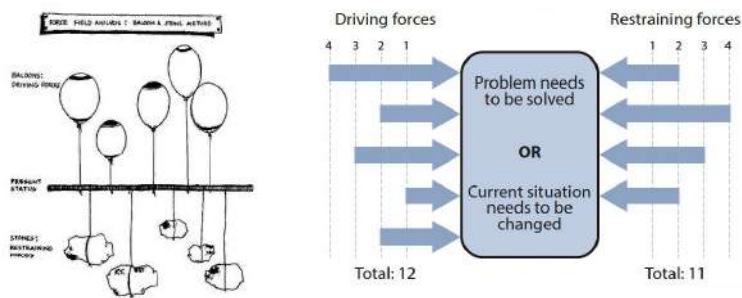 FORCE FIELD ANALYSIS: BALOON & STONE METHOD
BALOONS:
DRIVING FORCES
PRESENT
STATUS
STONES:
RESTRAINING
FORCES
Driving forces
4 3 2 1
Restraining forces
1 2 3 4
Problem needs
to be solved
OR
Current situation
needs to be
changed
Total: 12
Total: 11